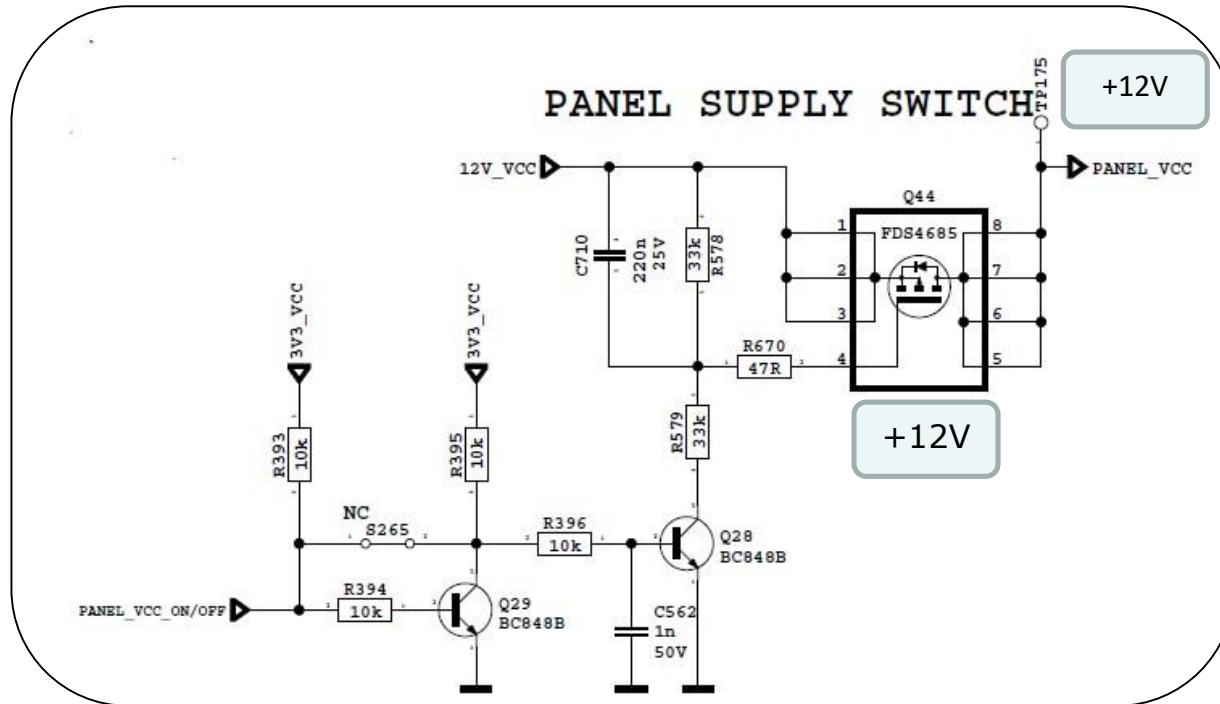 PANEL SUPPLY SWITCH
TP175
+12V
12V_VCC
PANEL_VCC
Q44
FDS4685
1
2
3
4
8
7
6
5
C710
220n
25V
33k
R578
R670
47R
+12V
3V3_VCC
3V3_VCC
R393
10k
R395
10k
R579
33k
NC
S265
R396
10k
Q28
BC848B
PANEL_VCC_ON/OFF
R394
10k
Q29
BC848B
C562
1n
50V